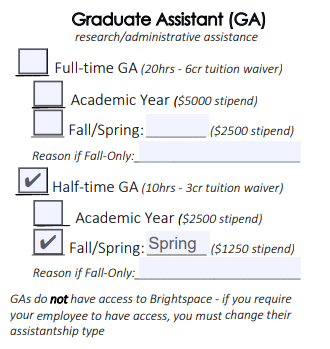 Graduate Assistant (GA)
research/administrative assistance
Full-time GA (20hrs - 6cr tuition waiver)
Academic Year ($5000 stipend)
Fall/Spring:________ ($2500 stipend)
Reason if Fall-Only:______________________
✔ Half-time GA (10hrs - 3cr tuition waiver)
Academic Year ($2500 stipend)
✔ Fall/Spring: Spring ($1250 stipend)
Reason if Fall-Only:______________________
GAs do not have access to Brightspace - if you require
your employee to have access, you must change their
assistantship type